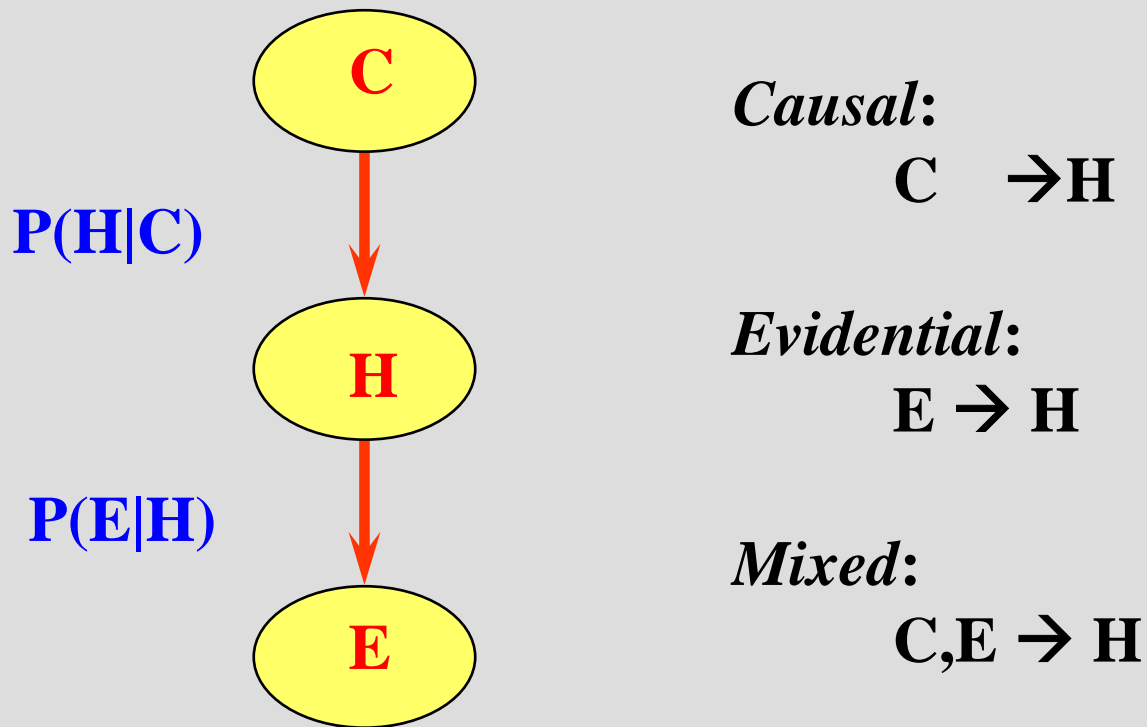 C
P(H|C)
H
P(E|H)
E
Causal:
C →H
Evidential:
E → H
Mixed:
C,E → H